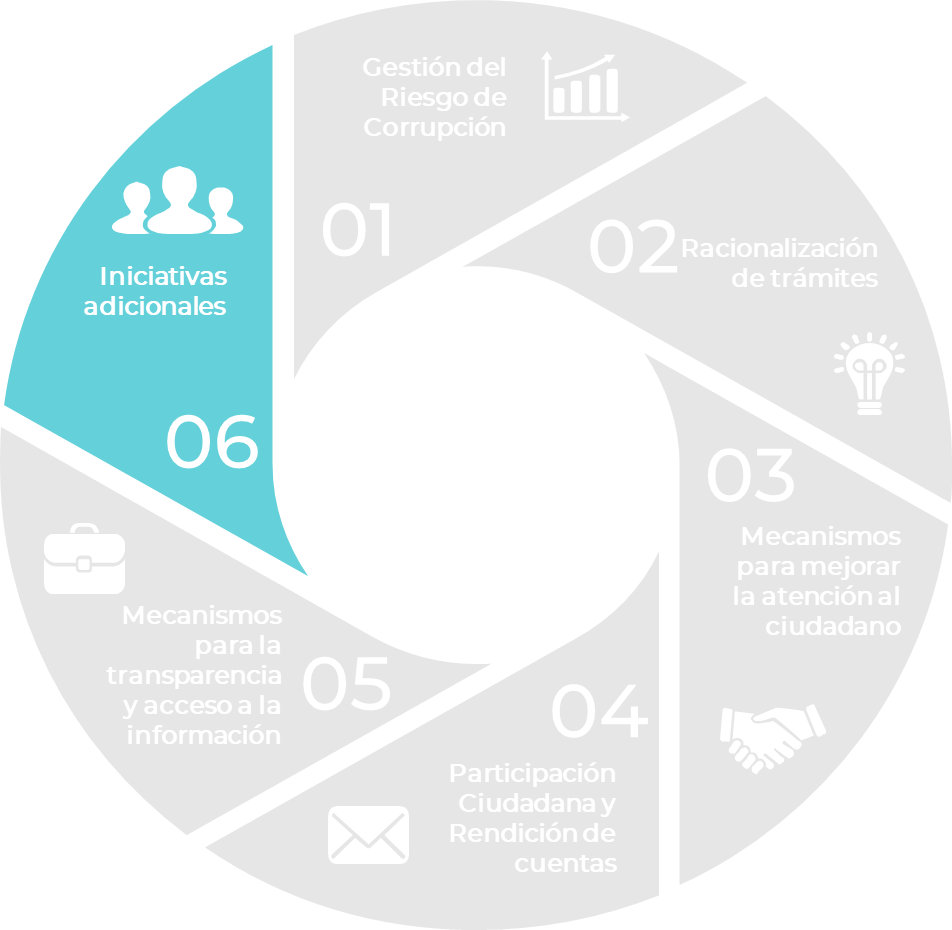 Gestión del
Riesgo de
Corrupción
01
02
Racionalización
de trámites
03
Mecanismos
para mejorar
la atención al
ciudadano
04
Participación
Ciudadana y
Rendición de
cuentas
05
Mecanismos
para la
transparencia
y acceso a la
información
Iniciativas
adicionales
06